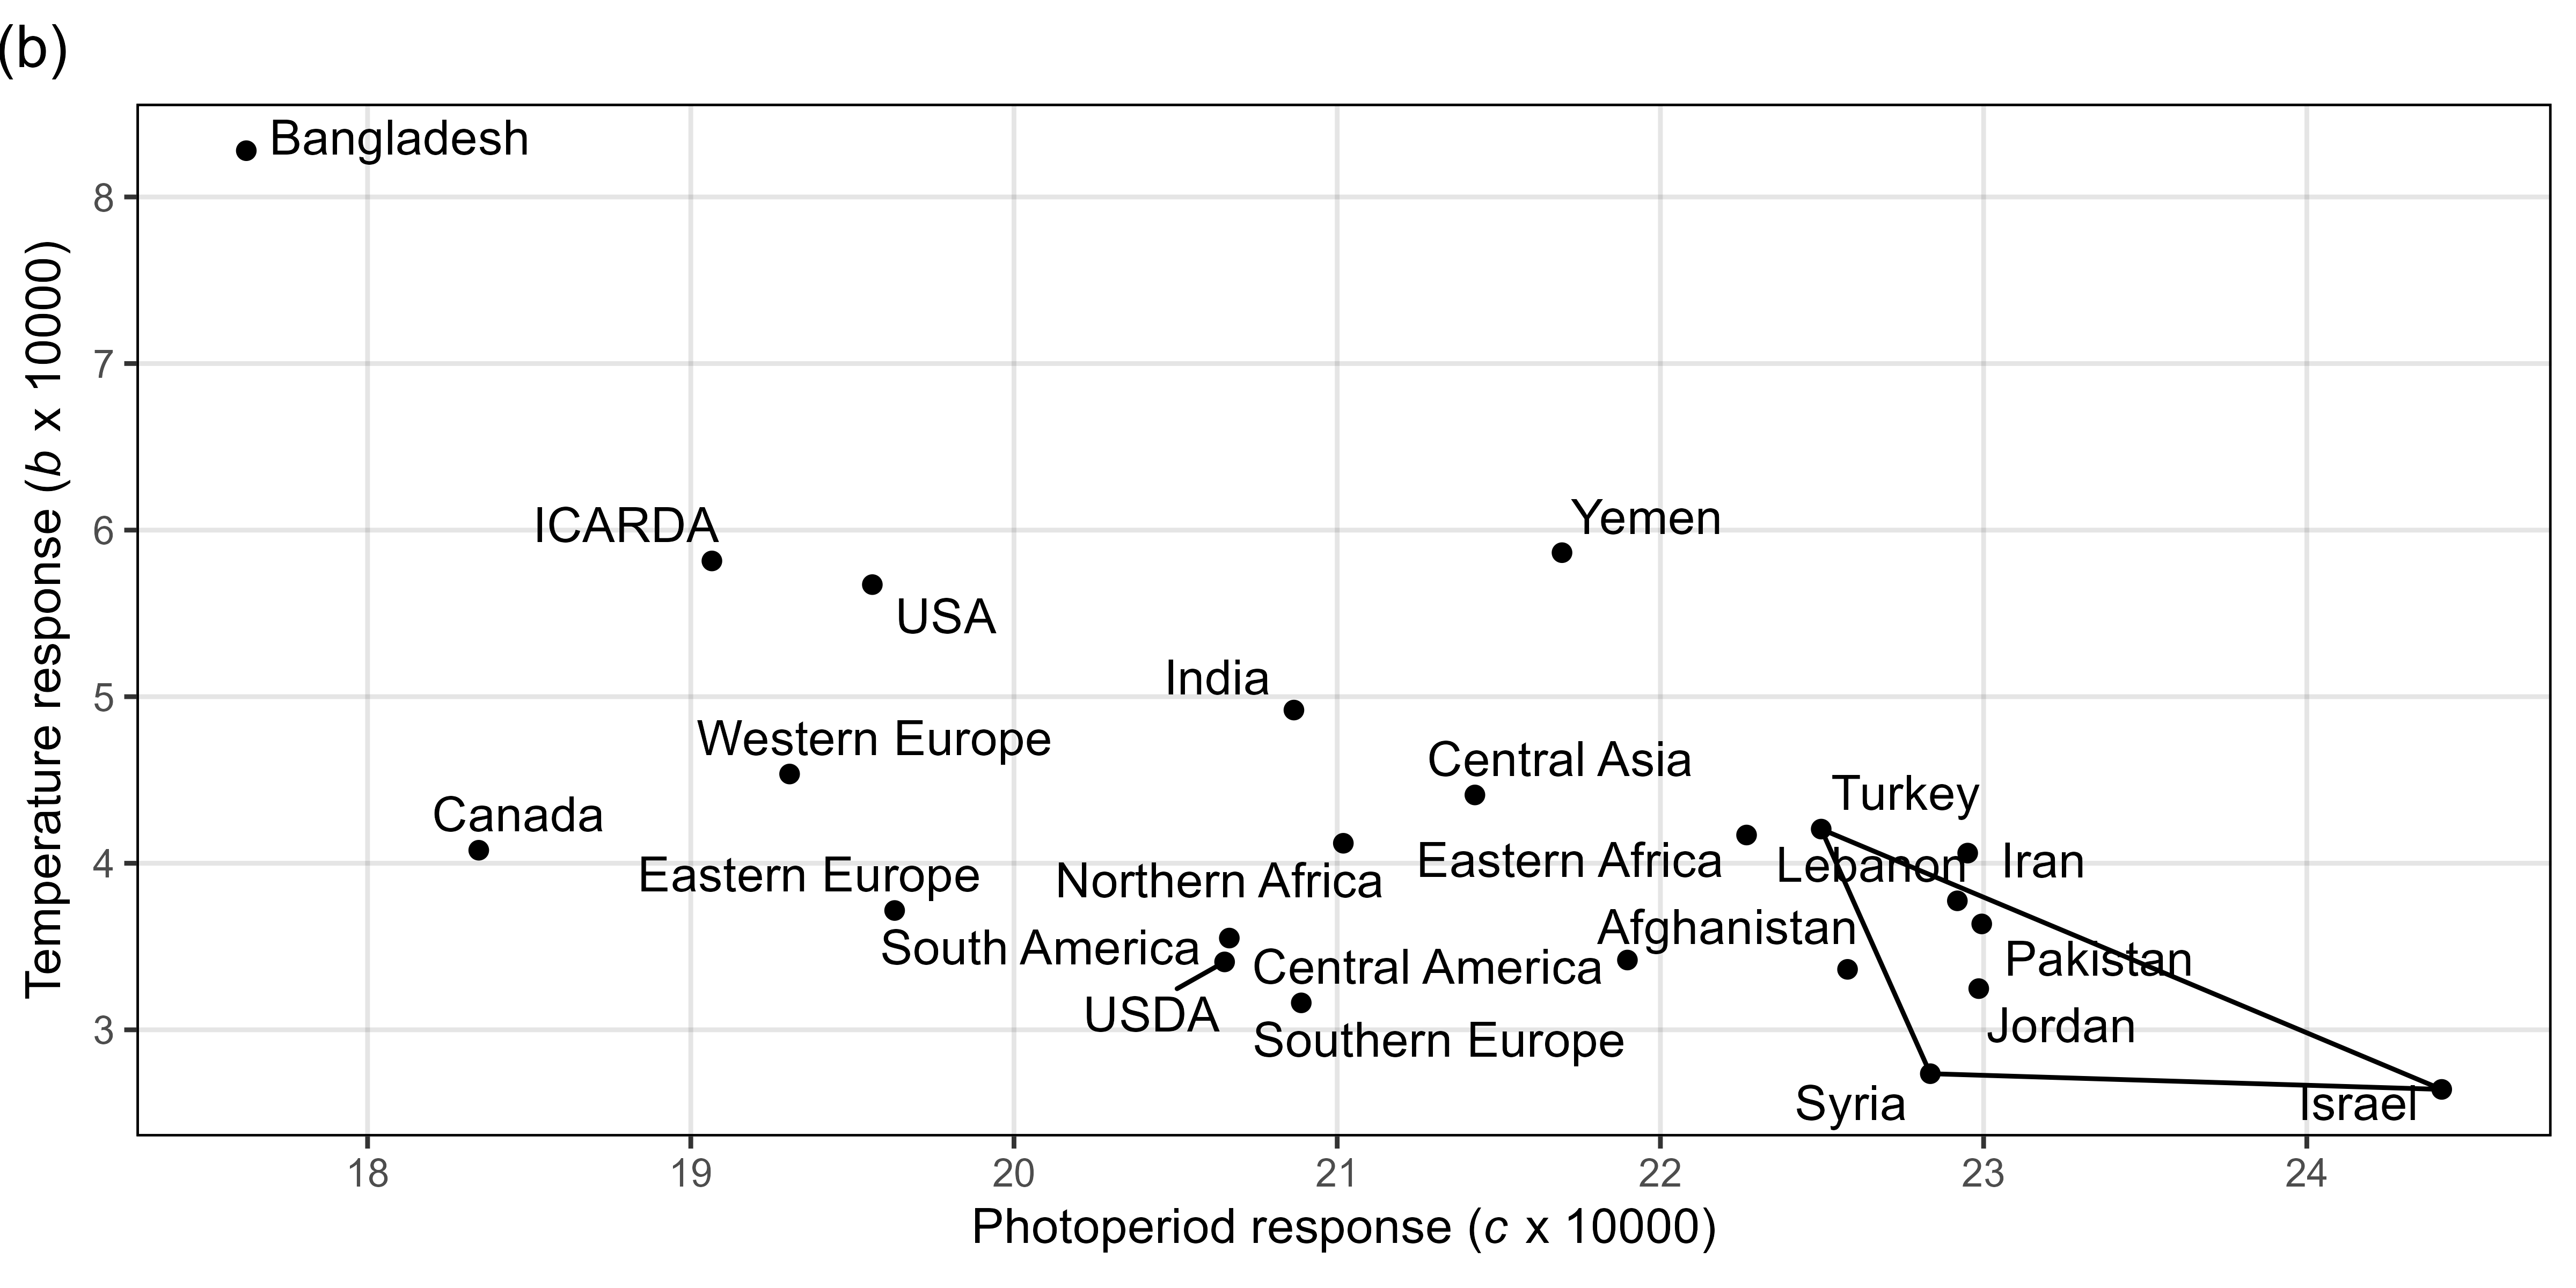 (b)
Bangladesh
8
7
ICARDA
Yemen
6
USA
India
5
Western Europe
Central Asia
Turkey
Canada
4
Eastern Europe
Northern Africa
Eastern Africa
Lebanon
Iran
South America
Central America
Afghanistan
Pakistan
USDA
3
Southern Europe
Jordan
Syria
Israel
Temperature response (b x 10000)
18 19 20 21 22 23 24
Photoperiod response (c x 10000)